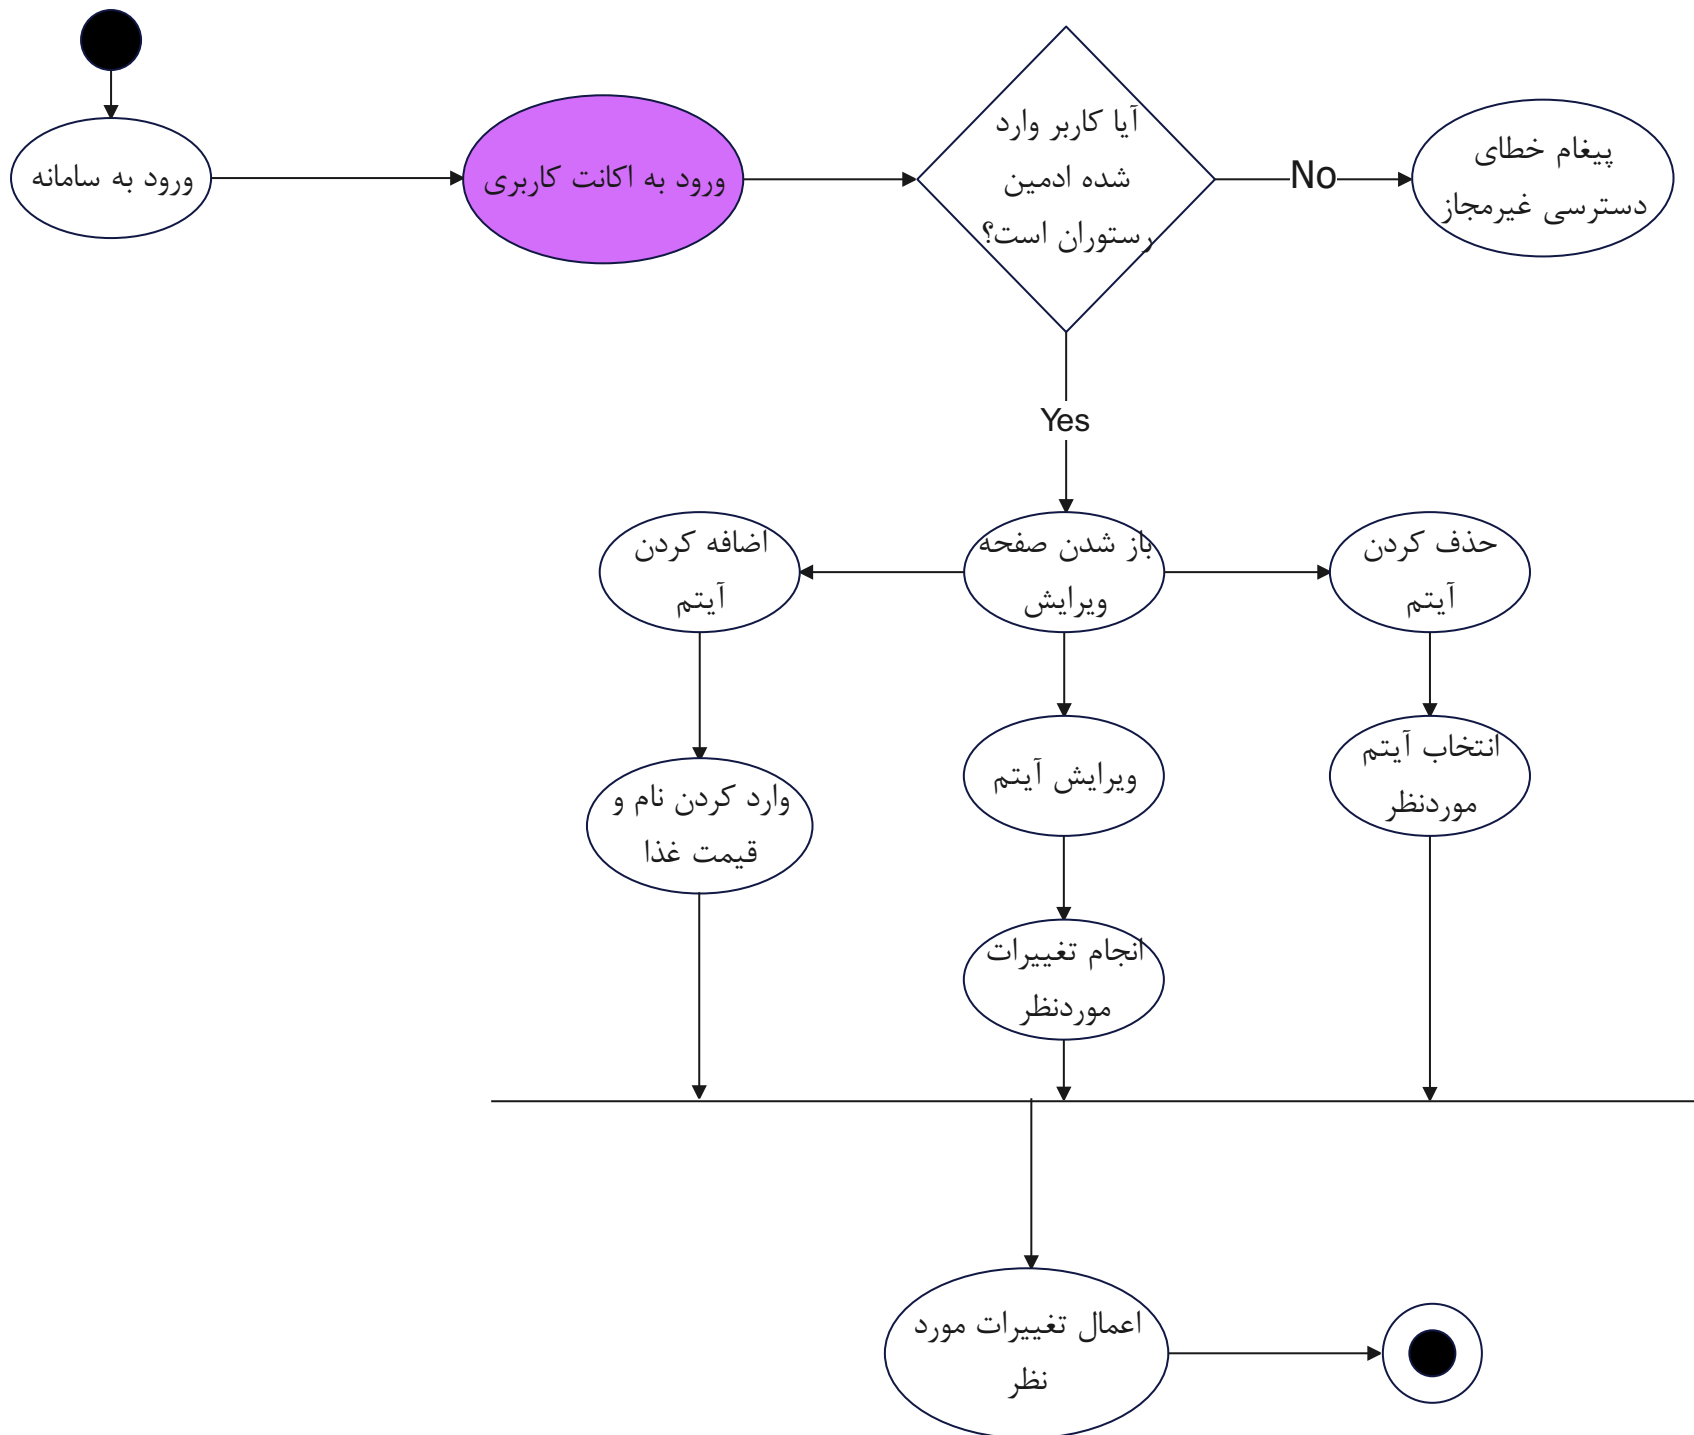 ورود به سامانه
ورود به اکانت کاربری
آیا کاربر وارد
شده ادمین
رستوران است؟
No
پیغام خطای
دسترسی غیرمجاز
Yes
اضافه کردن
آیتم
باز شدن صفحه
ویرایش
حذف کردن
آیتم
وارد کردن نام و
قیمت غذا
ویرایش آیتم
انتخاب آیتم
موردنظر
انجام تغییرات
موردنظر
اعمال تغییرات مورد
نظر